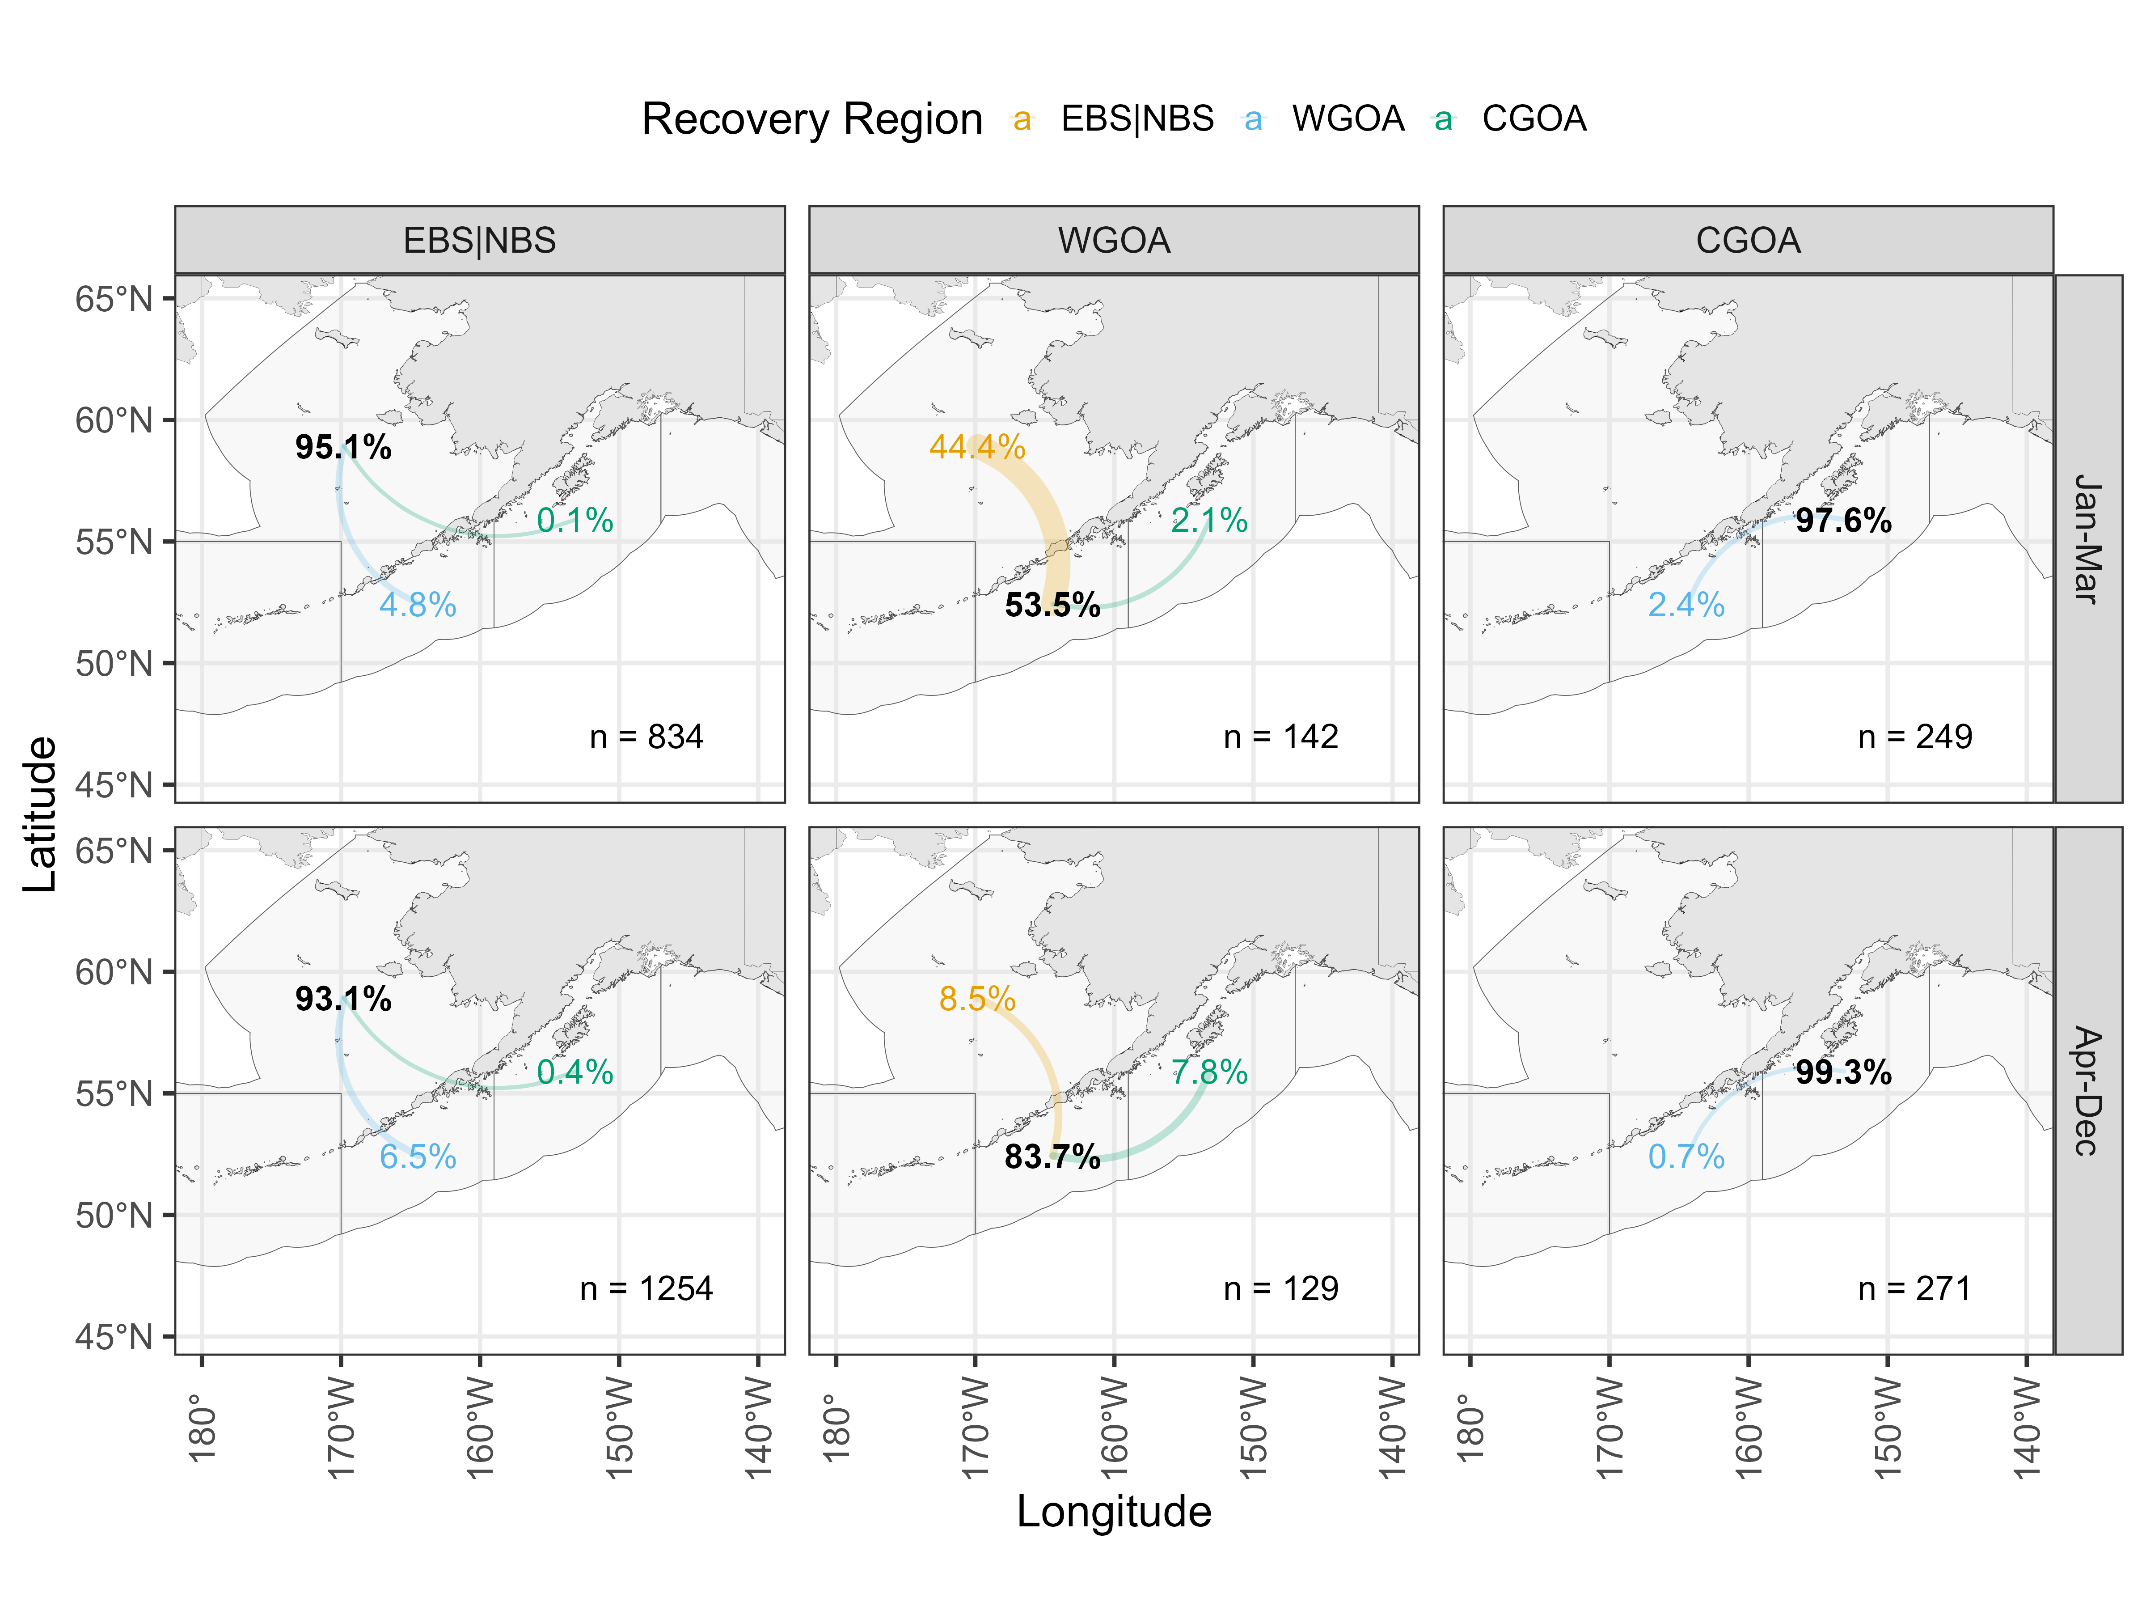 Recovery Region a EBS|NBS a WGOA a CGOA
EBS|NBS WGOA CGOA
65°N
60°N
55°N
50°N
45°N
95.1%
0.1%
4.8%
n = 834
44.4%
2.1%
53.5%
n = 142
97.6%
2.4%
n = 249
Jan-Mar
65°N
60°N
55°N
50°N
45°N
93.1%
0.4%
6.5%
n = 1254
8.5%
7.8%
83.7%
n = 129
99.3%
0.7%
n = 271
Apr-Dec
Latitude
180° 170°W 160°W 150°W 140°W
180° 170°W 160°W 150°W 140°W
180° 170°W 160°W 150°W 140°W
Longitude